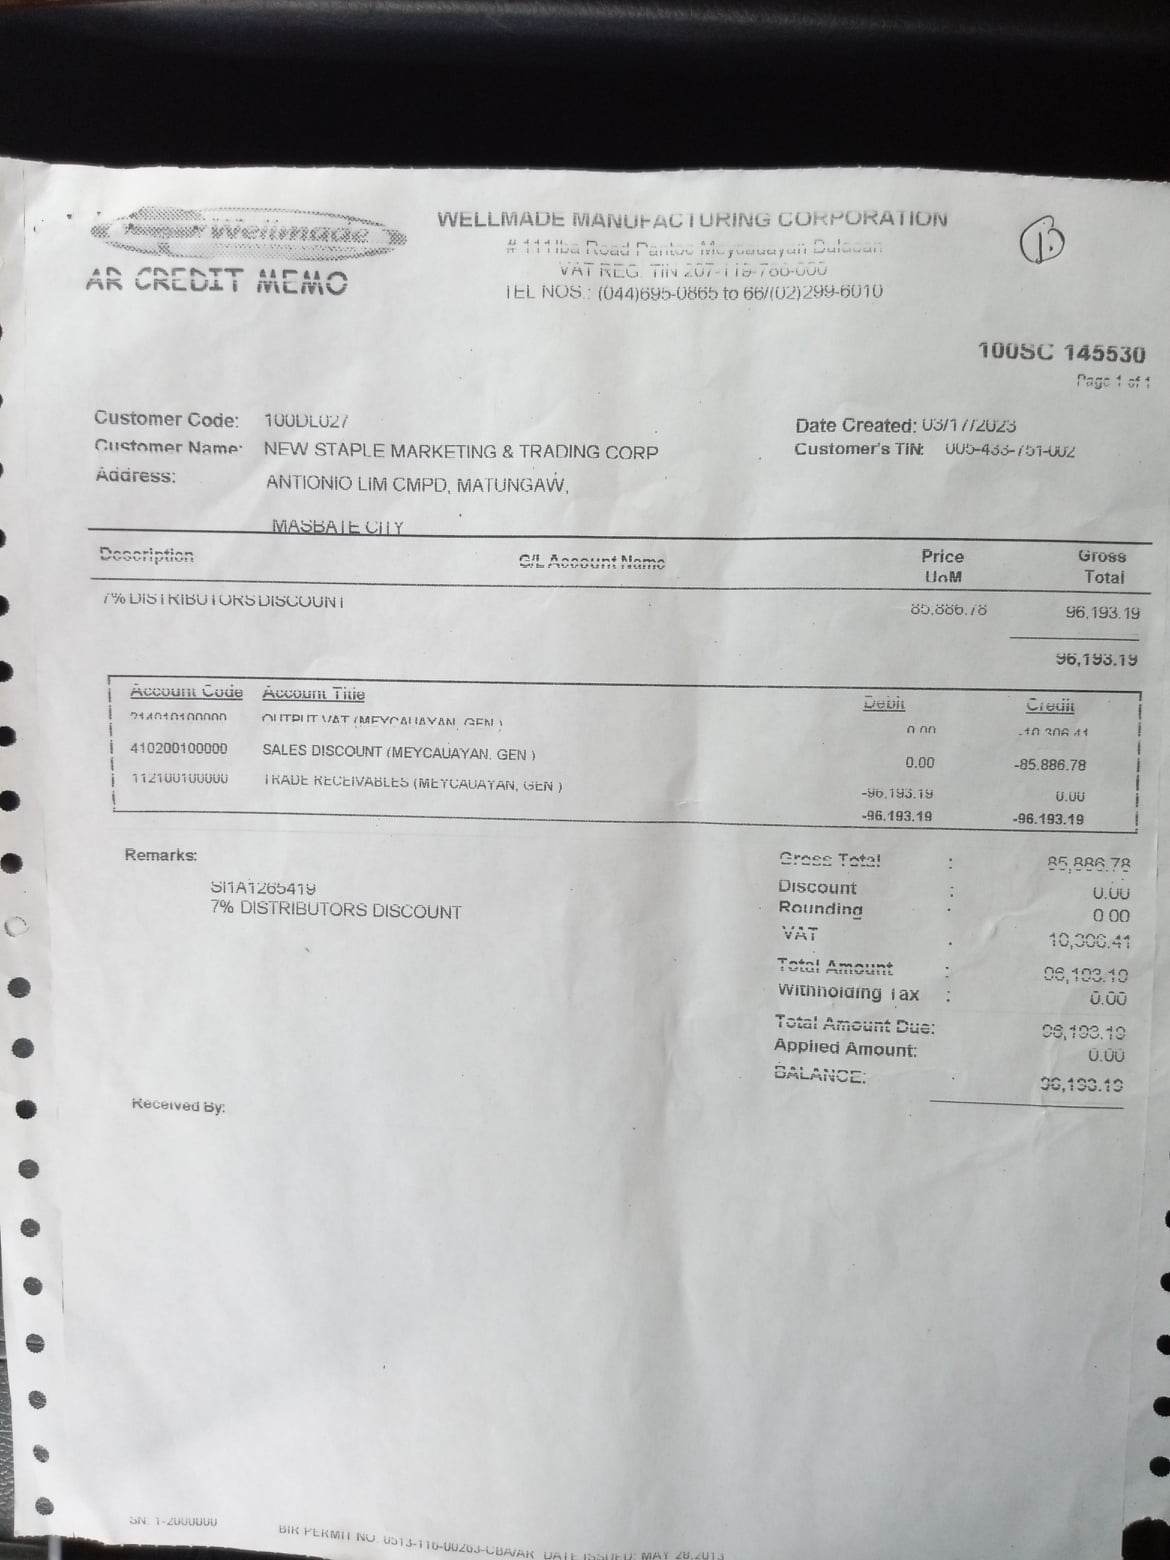 Wellmade
WELLMADE MANUFACTURING CORPORATION
B
AR CREDIT MEMO
# 111 Iba Road Pantoc Meycauayan Bulacan
VAT REG. TIN 207-119-786-000
TEL NOS.: (044)695-0865 to 66/(02)299-6010
100SC 145530
Page 1 of 1
Customer Code: 100DL027 Date Created: 03/17/2023
Customer Name: NEW STAPLE MARKETING & TRADING CORP Customer's TIN: 005-433-751-002
Address: ANTIONIO LIM CMPD, MATUNGAW,
MASBATE CITY
Description G/L Account Name Price Gross
UoM Total
7% DISTRIBUTORS DISCOUNT 85,886.78 96,193.19
96,193.19
Account Code Account Title Debit Credit
214010100000 OUTPUT VAT (MEYCAUAYAN, GEN ) 0.00 -10,306.41
410200100000 SALES DISCOUNT (MEYCAUAYAN, GEN ) 0.00 -85,886.78
112100100000 TRADE RECEIVABLES (MEYCAUAYAN, GEN ) -96,193.19 0.00
-96,193.19 -96,193.19
Remarks:
SI1A1265419
7% DISTRIBUTORS DISCOUNT
Gross Total : 85,886.78
Discount : 0.00
Rounding : 0.00
VAT : 10,306.41
Total Amount : 96,193.19
Withholding Tax : 0.00
Total Amount Due: 96,193.19
Applied Amount: 0.00
BALANCE: 96,193.19
Received By:
SN: 1-2000000
BIR PERMIT NO. 0513-116-00263-CBA/AR DATE ISSUED: MAY 28,2013